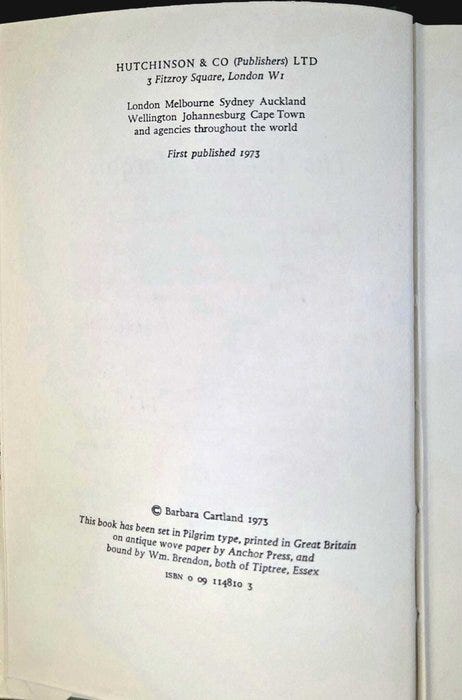 HUTCHINSON & CO (Publishers) LTD
3 Fitzroy Square, London W1
London Melbourne Sydney Auckland
Wellington Johannesburg Cape Town
and agencies throughout the world
First published 1973
© Barbara Cartland 1973
This book has been set in Pilgrim type, printed in Great Britain
on antique wove paper by Anchor Press, and
bound by Wm. Brendon, both of Tiptree, Essex
ISBN 0 09 114810 3